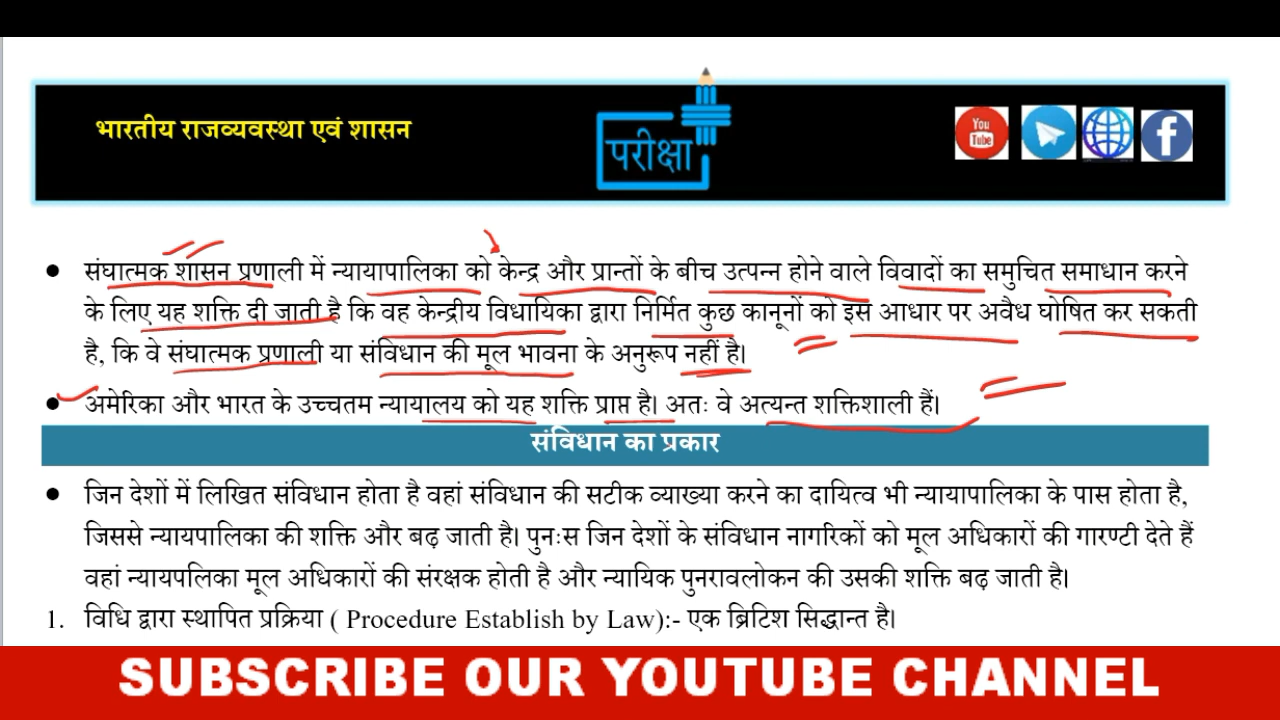 भारतीय राजव्यवस्था एवं शासन
परीक्षा
You
Tube
f
• संघात्मक शासन प्रणाली में न्यायापालिका को केन्द्र और प्रान्तों के बीच उत्पन्न होने वाले विवादों का समुचित समाधान करने
के लिए यह शक्ति दी जाती है कि वह केन्द्रीय विधायिका द्वारा निर्मित कुछ कानूनों को इस आधार पर अवैध घोषित कर सकती
है, कि वे संघात्मक प्रणाली या संविधान की मूल भावना के अनुरूप नहीं है।
• अमेरिका और भारत के उच्चतम न्यायालय को यह शक्ति प्राप्त है। अतः वे अत्यन्त शक्तिशाली हैं।
संविधान का प्रकार
• जिन देशों में लिखित संविधान होता है वहां संविधान की सटीक व्याख्या करने का दायित्व भी न्यायापालिका के पास होता है,
जिससे न्यायपालिका की शक्ति और बढ़ जाती है। पुनःस जिन देशों के संविधान नागरिकों को मूल अधिकारों की गारण्टी देते हैं
वहां न्यायपलिका मूल अधिकारों की संरक्षक होती है और न्यायिक पुनरावलोकन की उसकी शक्ति बढ़ जाती है।
1. विधि द्वारा स्थापित प्रक्रिया ( Procedure Establish by Law):- एक ब्रिटिश सिद्धान्त है।
SUBSCRIBE OUR YOUTUBE CHANNEL